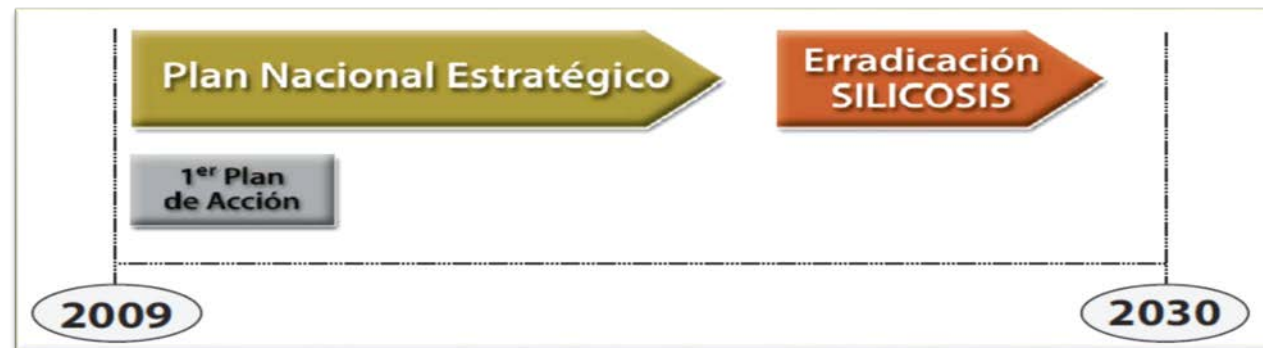 Plan Nacional Estratégico
Erradicación
SILICOSIS
1er Plan
de Acción
2009
2030